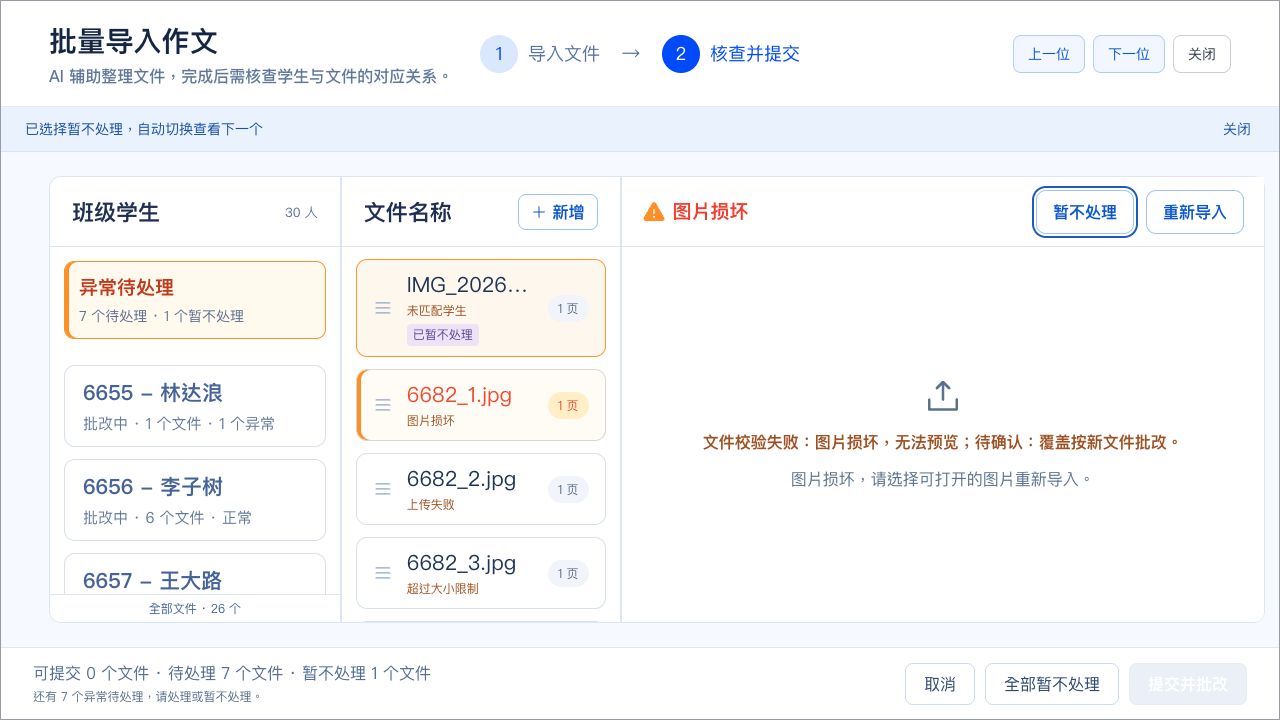 批量导入作文
AI 辅助整理文件，完成后需核查学生与文件的对应关系。
1 导入文件 → 2 核查并提交
上一位 下一位 关闭
已选择暂不处理，自动切换查看下一个
关闭
班级学生 30 人
异常待处理
7 个待处理 · 1 个暂不处理
6655 – 林达浪
批改中 · 1 个文件 · 1 个异常
6656 – 李子树
批改中 · 6 个文件 · 正常
6657 – 王大路
全部文件 · 26 个
文件名称 + 新增
IMG_2026...
未匹配学生
已暂不处理
1 页
6682_1.jpg
图片损坏
1 页
6682_2.jpg
上传失败
1 页
6682_3.jpg
超过大小限制
1 页
图片损坏
暂不处理 重新导入
文件校验失败：图片损坏，无法预览；待确认：覆盖按新文件批改。
图片损坏，请选择可打开的图片重新导入。
可提交 0 个文件 · 待处理 7 个文件 · 暂不处理 1 个文件
还有 7 个异常待处理，请处理或暂不处理。
取消 全部暂不处理 提交并批改